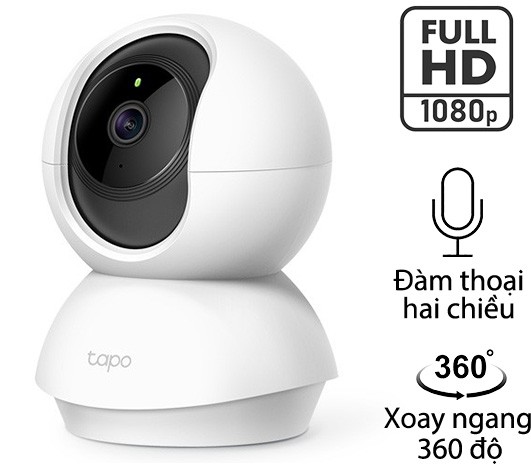 FULL
HD
1080p
Đàm thoại
hai chiều
tapo
360°
Xoay ngang
360 độ